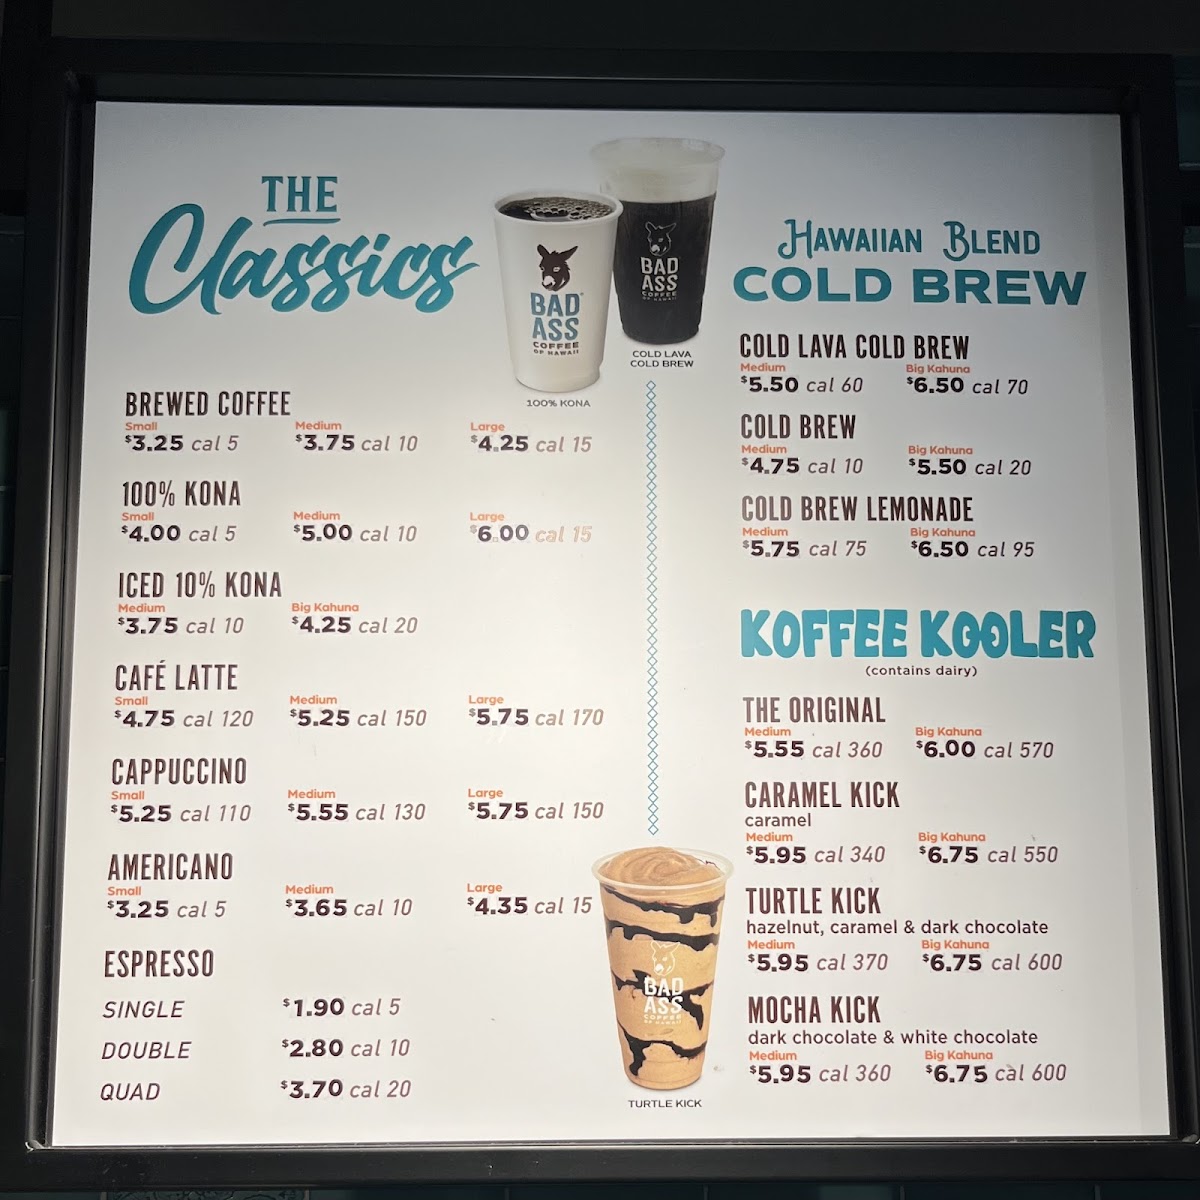 THE
Classics
BREWED COFFEE
Small Medium Large
$3.25 cal 5 $3.75 cal 10 $4.25 cal 15
100% KONA
Small Medium Large
$4.00 cal 5 $5.00 cal 10 $6.00 cal 15
ICED 10% KONA
Medium Big Kahuna
$3.75 cal 10 $4.25 cal 20
CAFÉ LATTE
Small Medium Large
$4.75 cal 120 $5.25 cal 150 $5.75 cal 170
CAPPUCCINO
Small Medium Large
$5.25 cal 110 $5.55 cal 130 $5.75 cal 150
AMERICANO
Small Medium Large
$3.25 cal 5 $3.65 cal 10 $4.35 cal 15
ESPRESSO
SINGLE $1.90 cal 5
DOUBLE $2.80 cal 10
QUAD $3.70 cal 20
BAD
ASS
COFFEE
OF HAWAII
100% KONA
BAD
ASS
COFFEE
OF HAWAII
COLD LAVA
COLD BREW
BAD
ASS
COFFEE
OF HAWAII
TURTLE KICK
HAWAIIAN BLEND
COLD BREW
COLD LAVA COLD BREW
Medium Big Kahuna
$5.50 cal 60 $6.50 cal 70
COLD BREW
Medium Big Kahuna
$4.75 cal 10 $5.50 cal 20
COLD BREW LEMONADE
Medium Big Kahuna
$5.75 cal 75 $6.50 cal 95
KOFFEE KOOLER
(contains dairy)
THE ORIGINAL
Medium Big Kahuna
$5.55 cal 360 $6.00 cal 570
CARAMEL KICK
caramel
Medium Big Kahuna
$5.95 cal 340 $6.75 cal 550
TURTLE KICK
hazelnut, caramel & dark chocolate
Medium Big Kahuna
$5.95 cal 370 $6.75 cal 600
MOCHA KICK
dark chocolate & white chocolate
Medium Big Kahuna
$5.95 cal 360 $6.75 cal 600